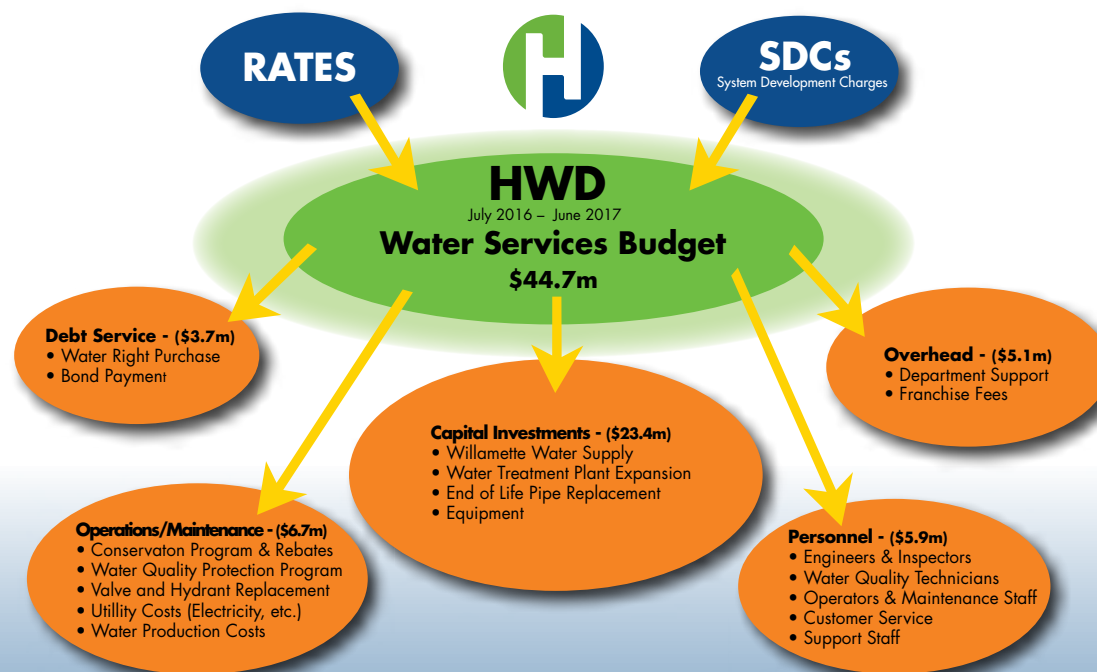 RATES
H
SDCs
System Development Charges
HWD
July 2016 – June 2017
Water Services Budget
$44.7m
Debt Service - ($3.7m)
• Water Right Purchase
• Bond Payment
Overhead - ($5.1m)
• Department Support
• Franchise Fees
Capital Investments - ($23.4m)
• Willamette Water Supply
• Water Treatment Plant Expansion
• End of Life Pipe Replacement
• Equipment
Operations/Maintenance - ($6.7m)
• Conservaton Program & Rebates
• Water Quality Protection Program
• Valve and Hydrant Replacement
• Utillity Costs (Electricity, etc.)
• Water Production Costs
Personnel - ($5.9m)
• Engineers & Inspectors
• Water Quality Technicians
• Operators & Maintenance Staff
• Customer Service
• Support Staff